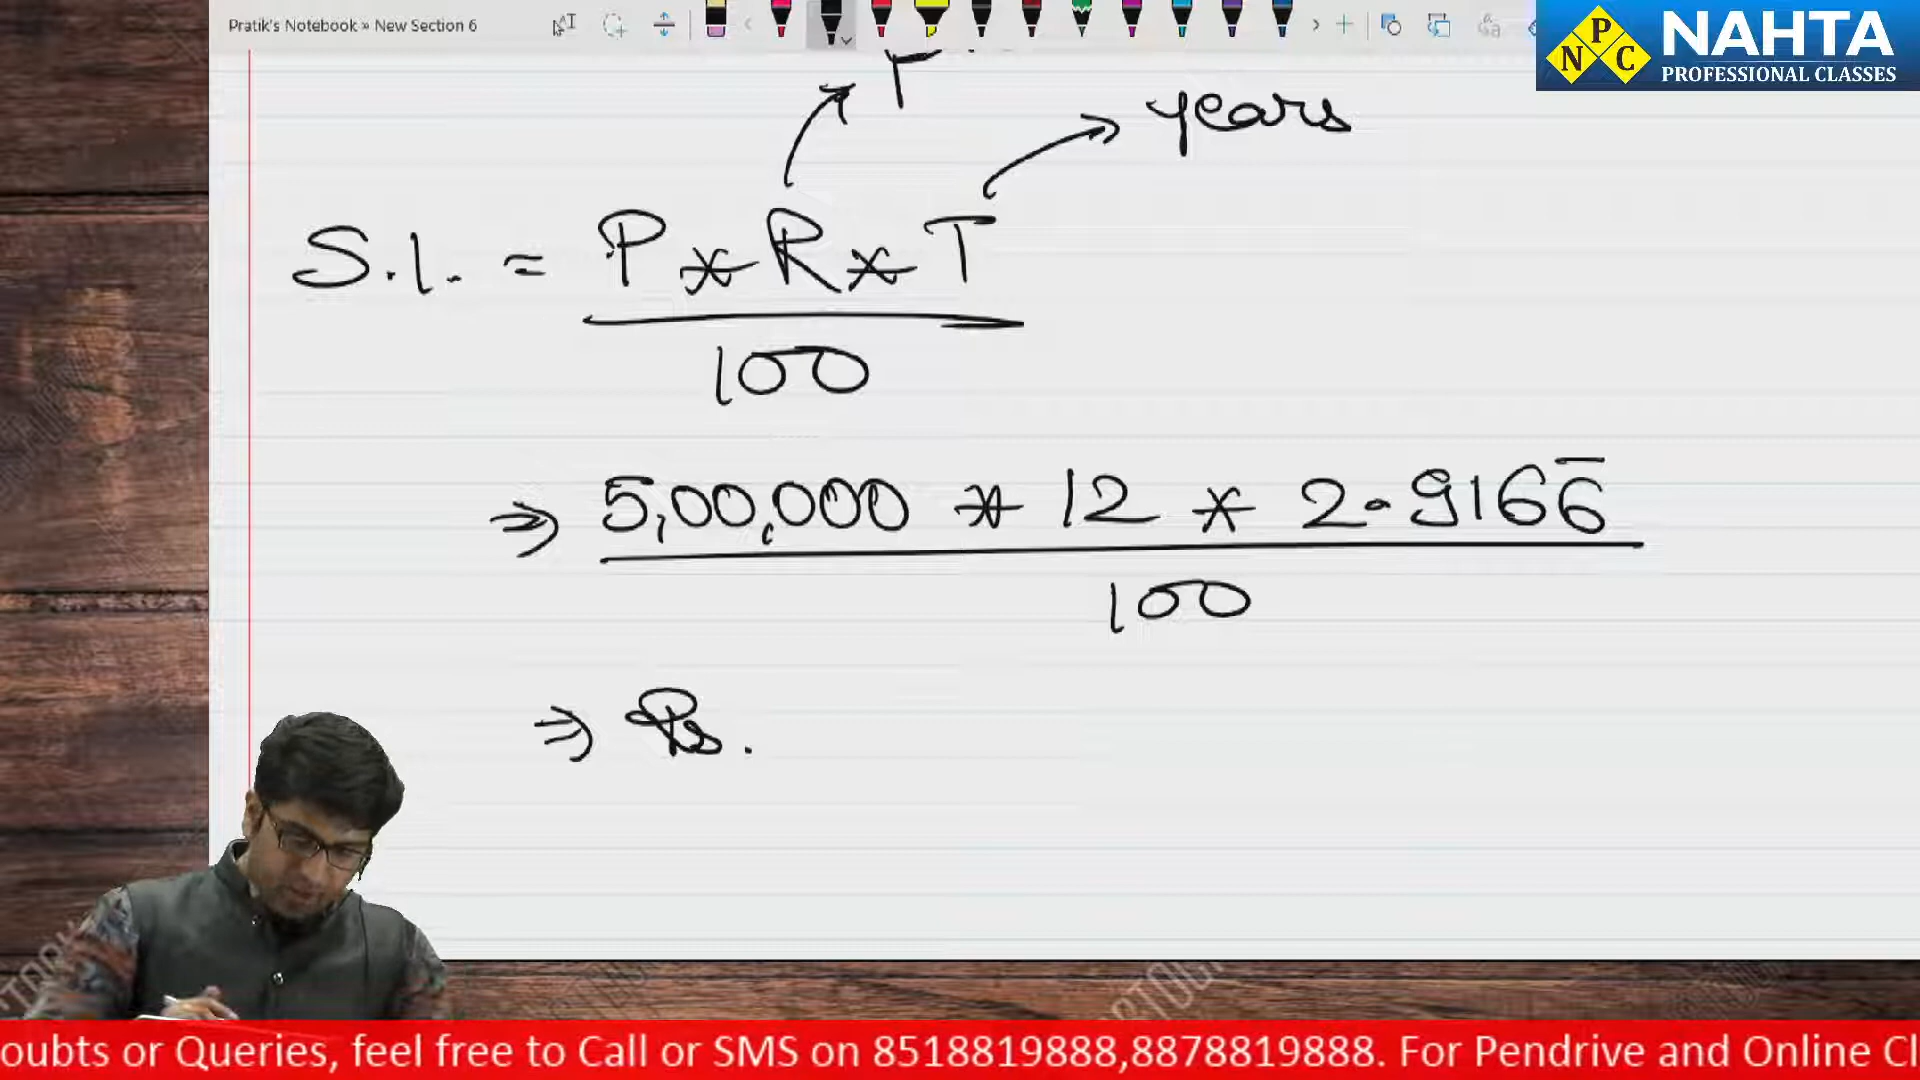 Pratik's Notebook » New Section 6
NPC NAHTA
PROFESSIONAL CLASSES
years
S.I. = P * R * T
100
⇒ 5,00,000 * 12 * 2.9166̅
100
⇒ Rs.
oubts or Queries, feel free to Call or SMS on 8518819888,8878819888. For Pendrive and Online Cl